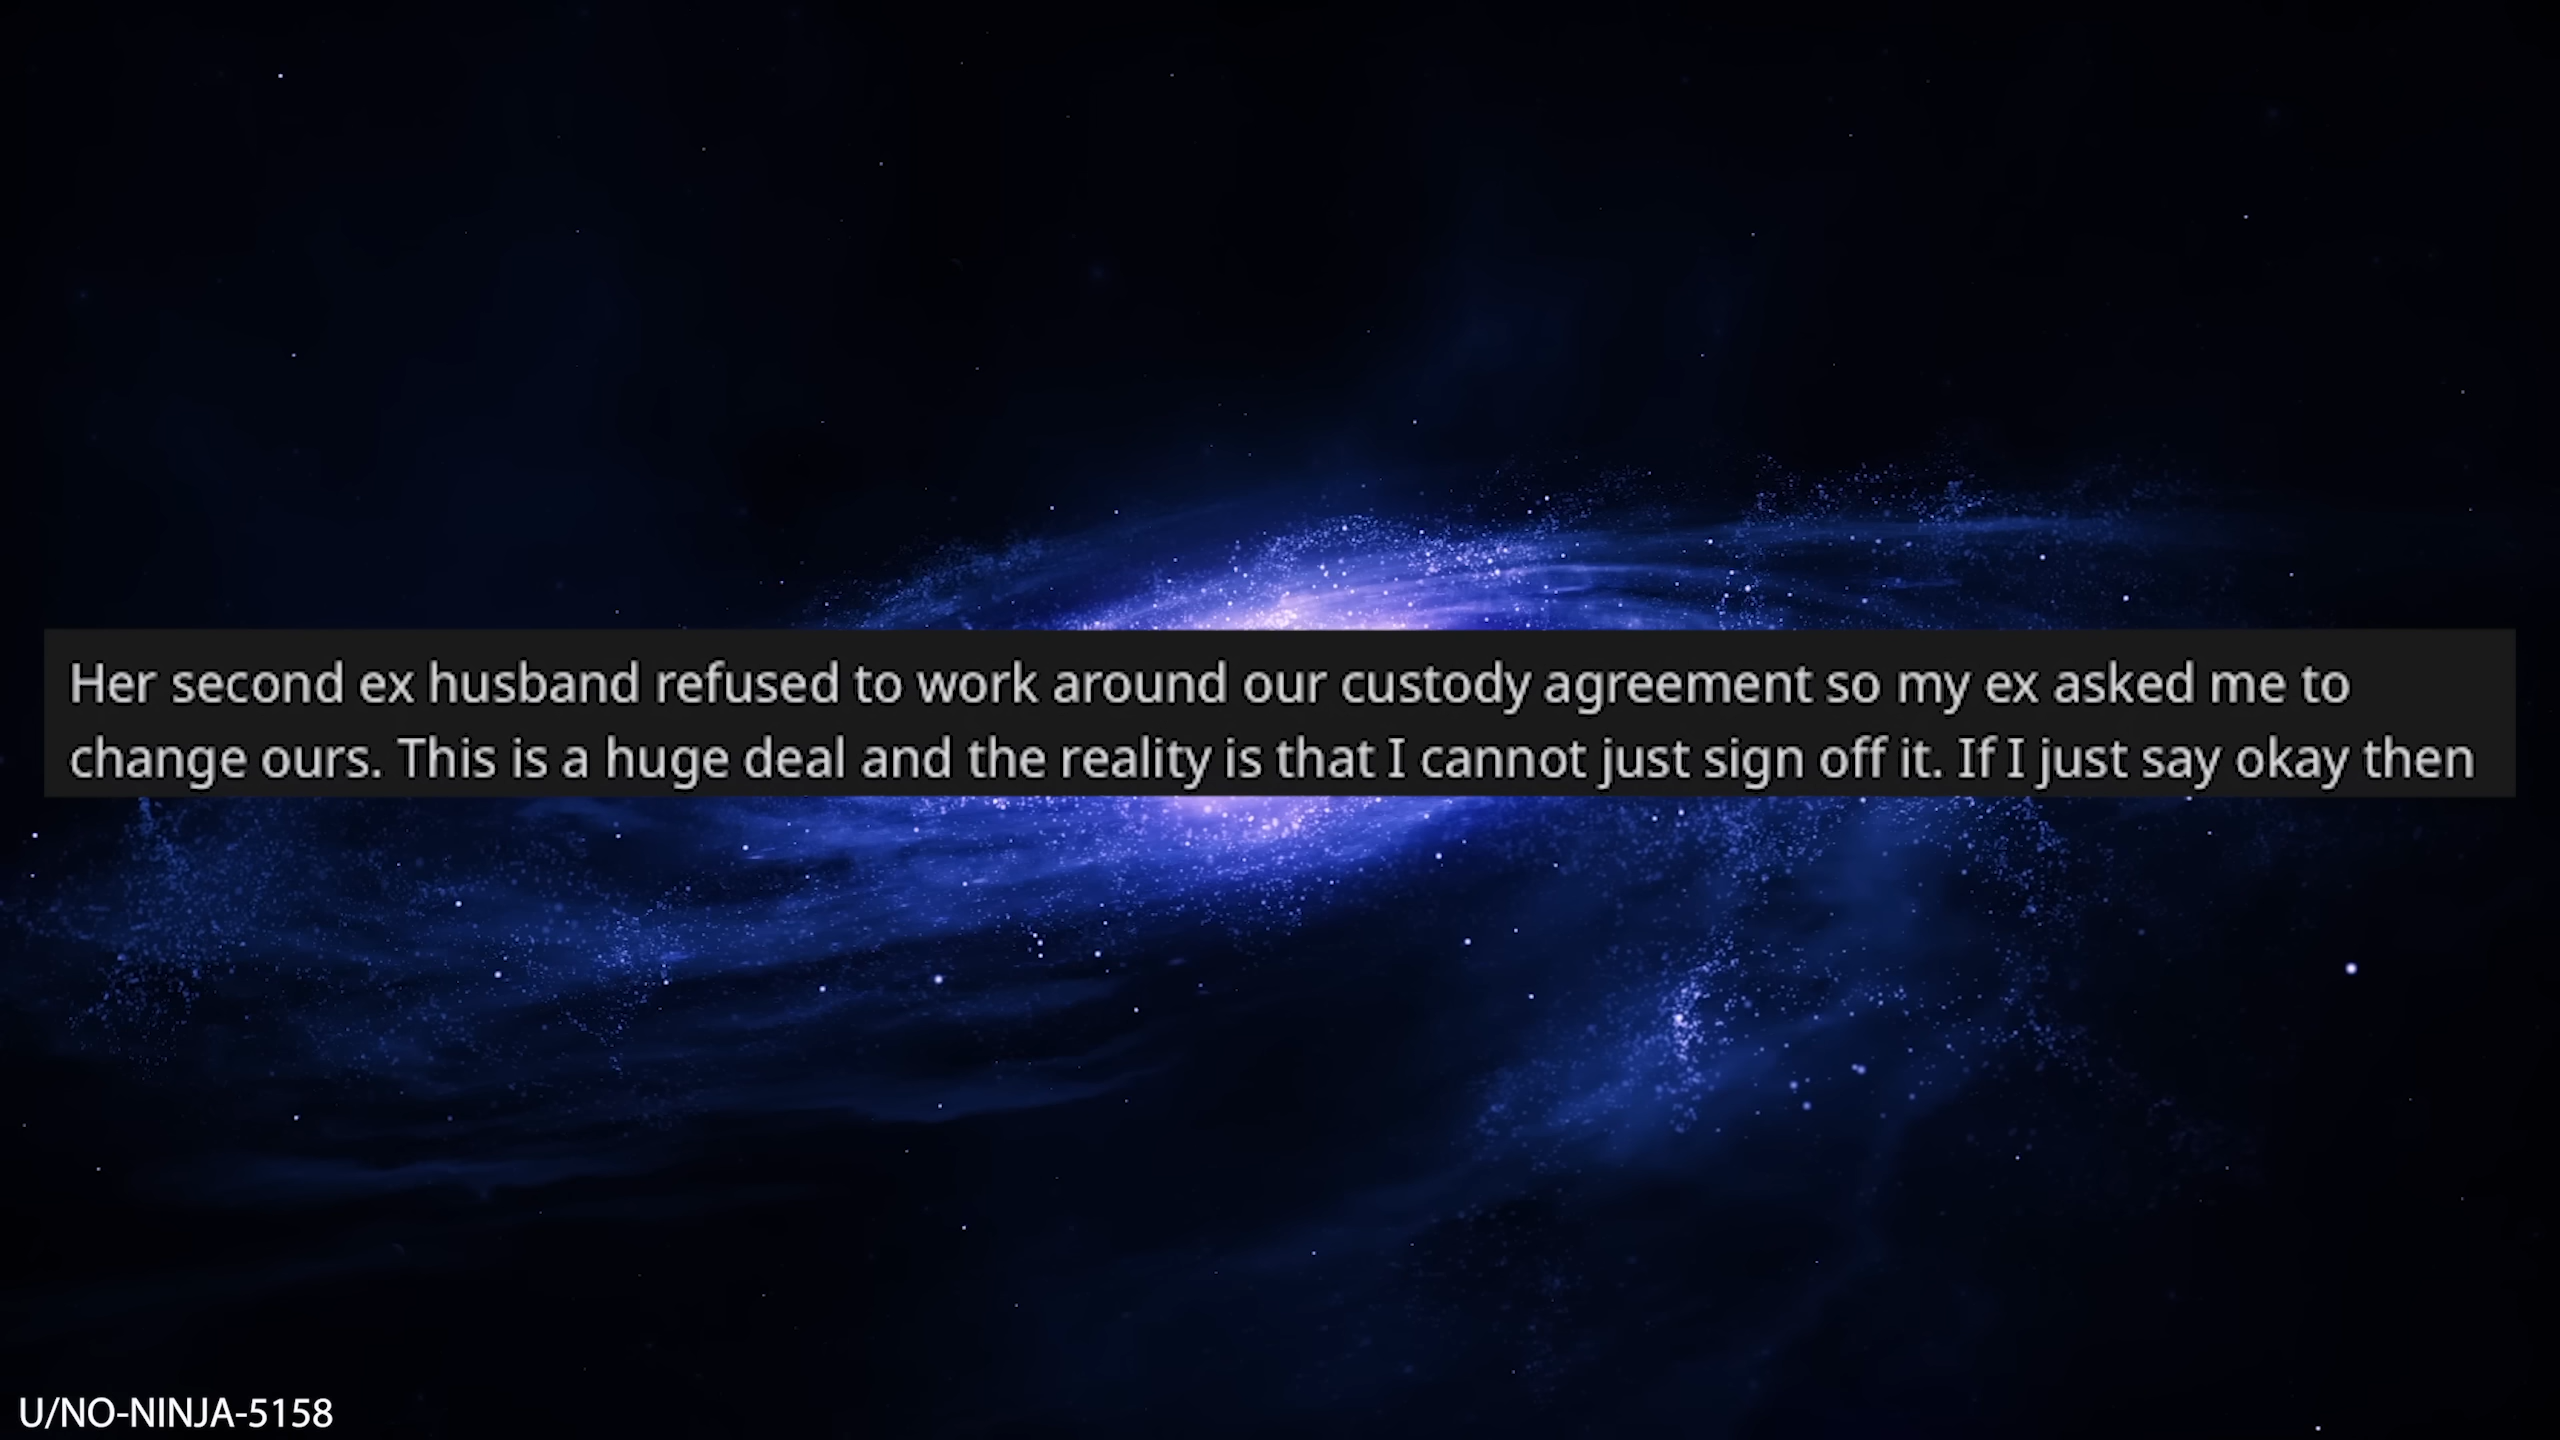 Her second ex husband refused to work around our custody agreement so my ex asked me to
change ours. This is a huge deal and the reality is that I cannot just sign off it. If I just say okay then
U/NO-NINJA-5158